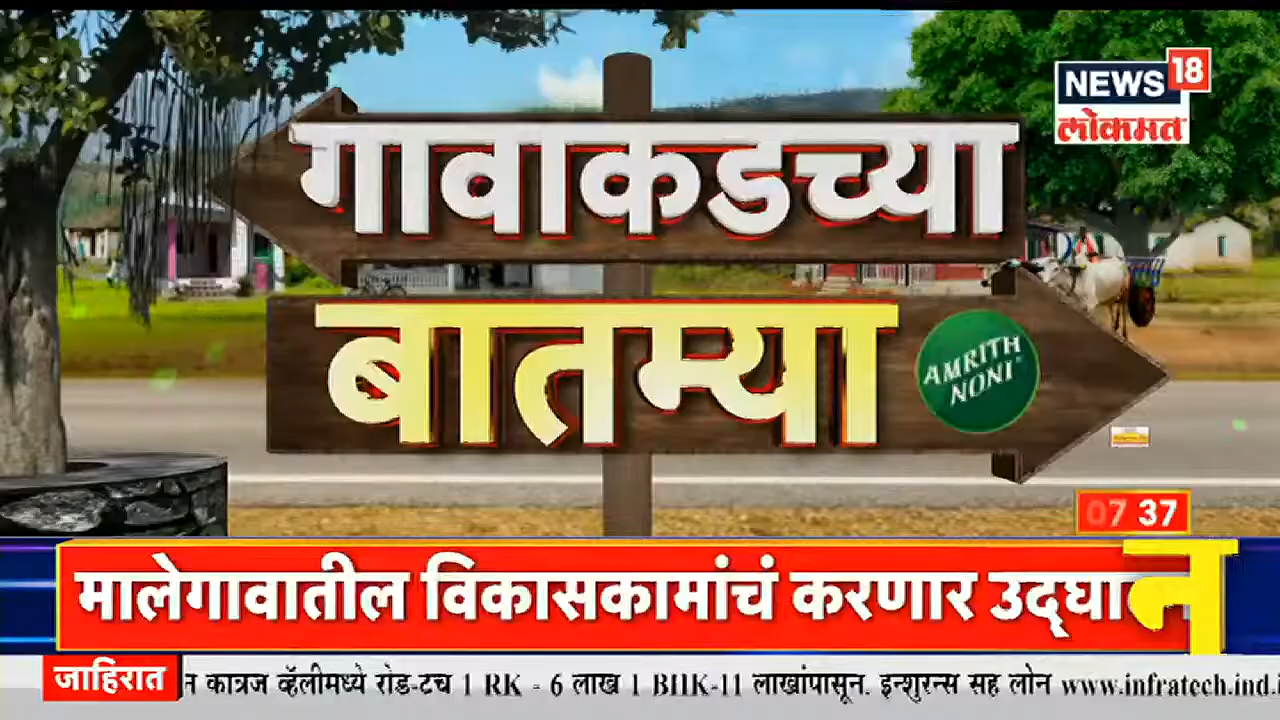 NEWS 18
लोकमत
गावाकडच्या
बातम्या
AMRITH
NONI
07 37
मालेगावातील विकासकामांचं करणार उद्घान
जाहिरात
न कात्रज व्हॅलीमध्ये रोड-टच 1 RK - 6 लाख 1 BHK-11 लाखांपासून. इन्शुरन्स सह लोन www.infratech.ind.i